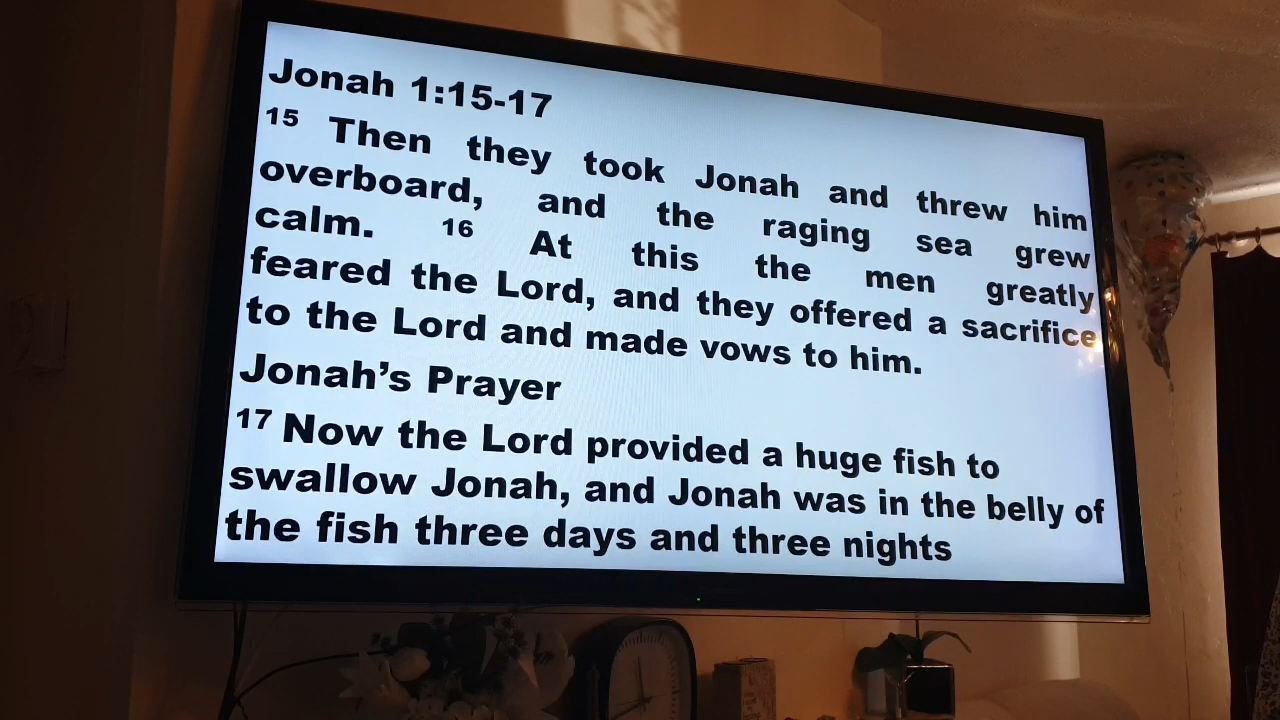 Jonah 1:15-17
15 Then they took Jonah and threw him
overboard, and the raging sea grew
calm. 16 At this the men greatly
feared the Lord, and they offered a sacrifice
to the Lord and made vows to him.
Jonah’s Prayer
17 Now the Lord provided a huge fish to
swallow Jonah, and Jonah was in the belly of
the fish three days and three nights